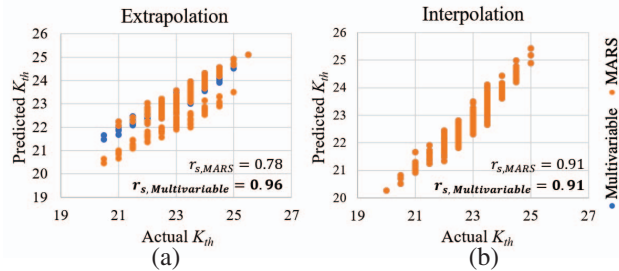 Extrapolation
Predicted K_th
26
25
24
23
22
21
20
19
r_s,MARS = 0.78
r_s,Multivariable = 0.96
19 21 23 25 27
Actual K_th
(a)
Interpolation
Predicted K_th
26
25
24
23
22
21
20
r_s,MARS = 0.91
r_s,Multivariable = 0.91
19 21 23 25 27
Actual K_th
(b)
Multivariable
MARS